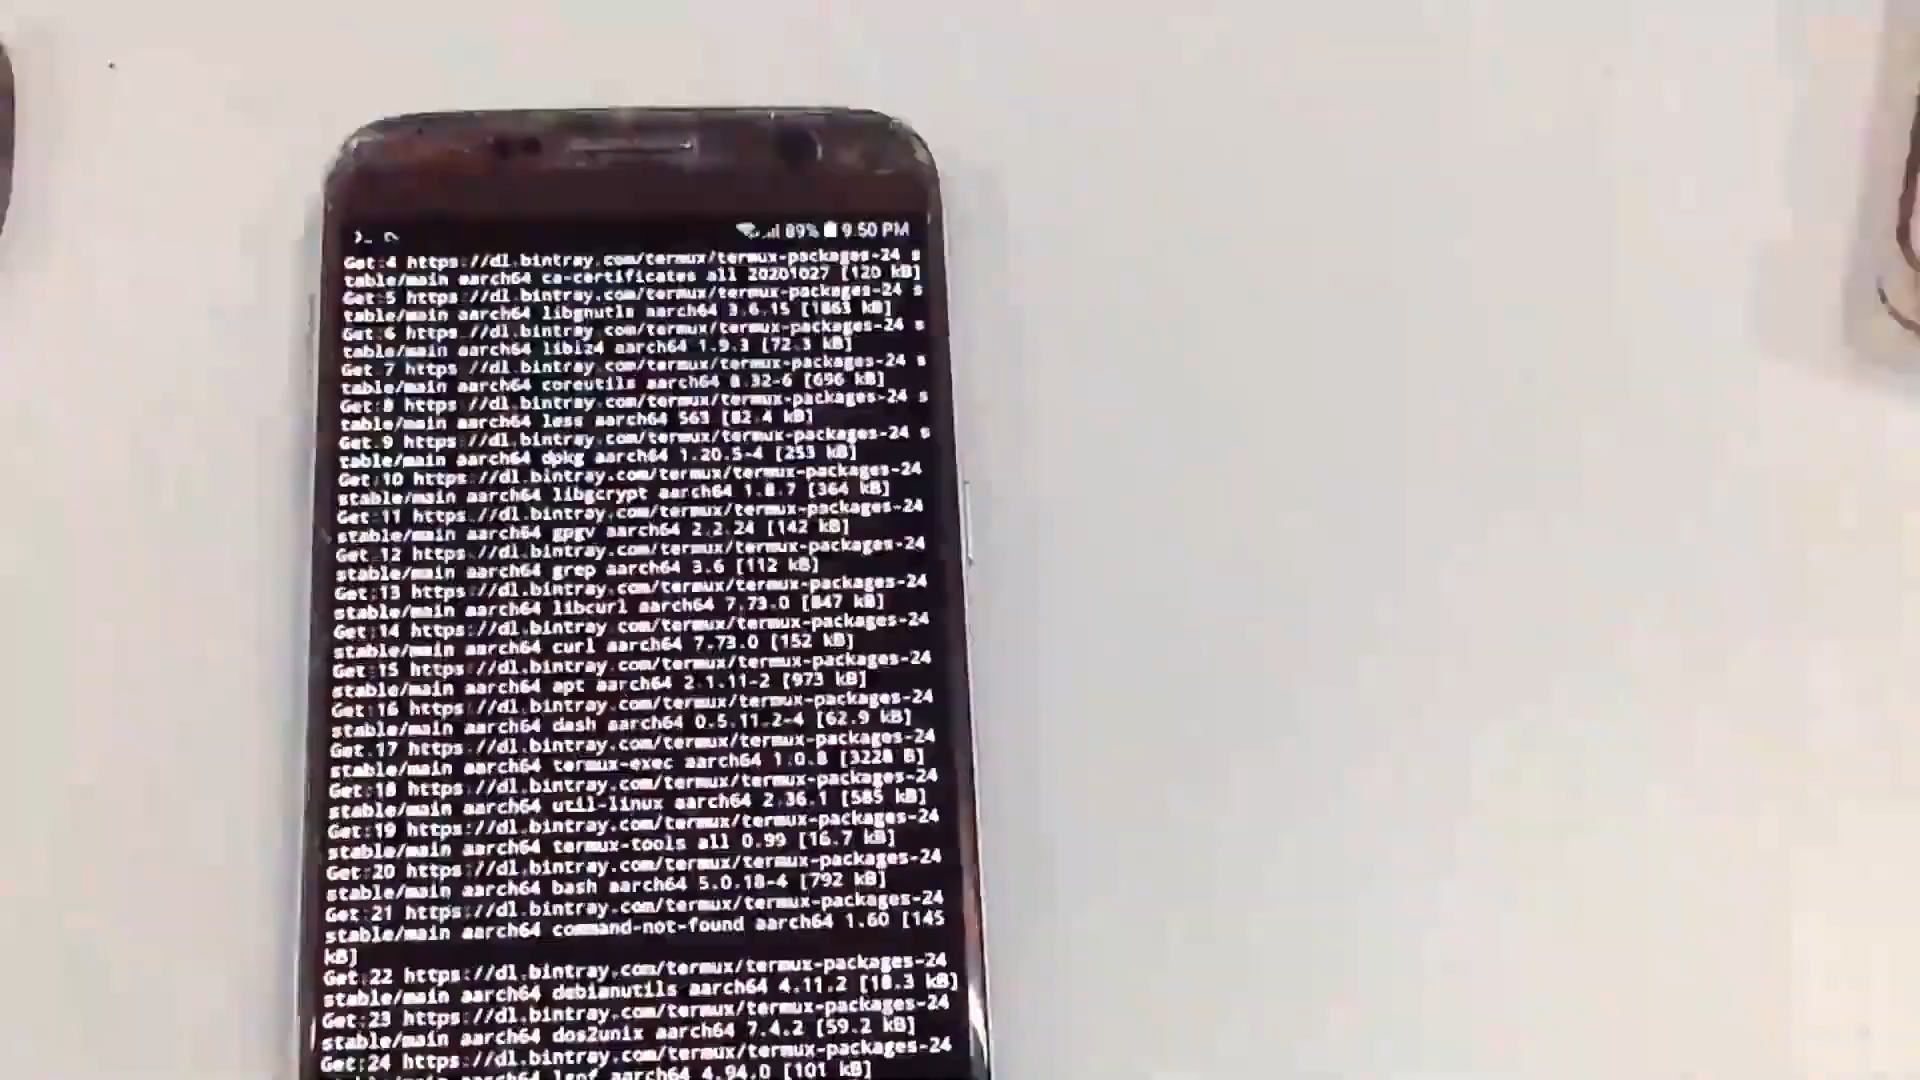 89% 9:50 PM
Get:4 https://dl.bintray.com/termux/termux-packages-24 s
table/main aarch64 ca-certificates all 20201027 [120 kB]
Get:5 https://dl.bintray.com/termux/termux-packages-24 s
table/main aarch64 libgnutls aarch64 3.6.15 [1863 kB]
Get:6 https://dl.bintray.com/termux/termux-packages-24 s
table/main aarch64 liblz4 aarch64 1.9.3 [72.3 kB]
Get:7 https://dl.bintray.com/termux/termux-packages-24 s
table/main aarch64 coreutils aarch64 8.32-6 [696 kB]
Get:8 https://dl.bintray.com/termux/termux-packages-24 s
table/main aarch64 less aarch64 563 [82.4 kB]
Get:9 https://dl.bintray.com/termux/termux-packages-24 s
table/main aarch64 dpkg aarch64 1.20.5-4 [253 kB]
Get:10 https://dl.bintray.com/termux/termux-packages-24
stable/main aarch64 libgcrypt aarch64 1.8.7 [364 kB]
Get:11 https://dl.bintray.com/termux/termux-packages-24
stable/main aarch64 gpgv aarch64 2.2.24 [142 kB]
Get:12 https://dl.bintray.com/termux/termux-packages-24
stable/main aarch64 grep aarch64 3.6 [112 kB]
Get:13 https://dl.bintray.com/termux/termux-packages-24
stable/main aarch64 libcurl aarch64 7.73.0 [847 kB]
Get:14 https://dl.bintray.com/termux/termux-packages-24
stable/main aarch64 curl aarch64 7.73.0 [152 kB]
Get:15 https://dl.bintray.com/termux/termux-packages-24
stable/main aarch64 apt aarch64 2.1.11-2 [973 kB]
Get:16 https://dl.bintray.com/termux/termux-packages-24
stable/main aarch64 dash aarch64 0.5.11.2-4 [62.9 kB]
Get:17 https://dl.bintray.com/termux/termux-packages-24
stable/main aarch64 termux-exec aarch64 1:0.8 [3228 B]
Get:18 https://dl.bintray.com/termux/termux-packages-24
stable/main aarch64 util-linux aarch64 2.36.1 [585 kB]
Get:19 https://dl.bintray.com/termux/termux-packages-24
stable/main aarch64 termux-tools all 0.99 [16.7 kB]
Get:20 https://dl.bintray.com/termux/termux-packages-24
stable/main aarch64 bash aarch64 5.0.18-4 [792 kB]
Get:21 https://dl.bintray.com/termux/termux-packages-24
stable/main aarch64 command-not-found aarch64 1.60 [145
kB]
Get:22 https://dl.bintray.com/termux/termux-packages-24
stable/main aarch64 debianutils aarch64 4.11.2 [18.3 kB]
Get:23 https://dl.bintray.com/termux/termux-packages-24
stable/main aarch64 dos2unix aarch64 7.4.2 [59.2 kB]
Get:24 https://dl.bintray.com/termux/termux-packages-24
stable/main aarch64 lsof aarch64 4.94.0 [101 kB]